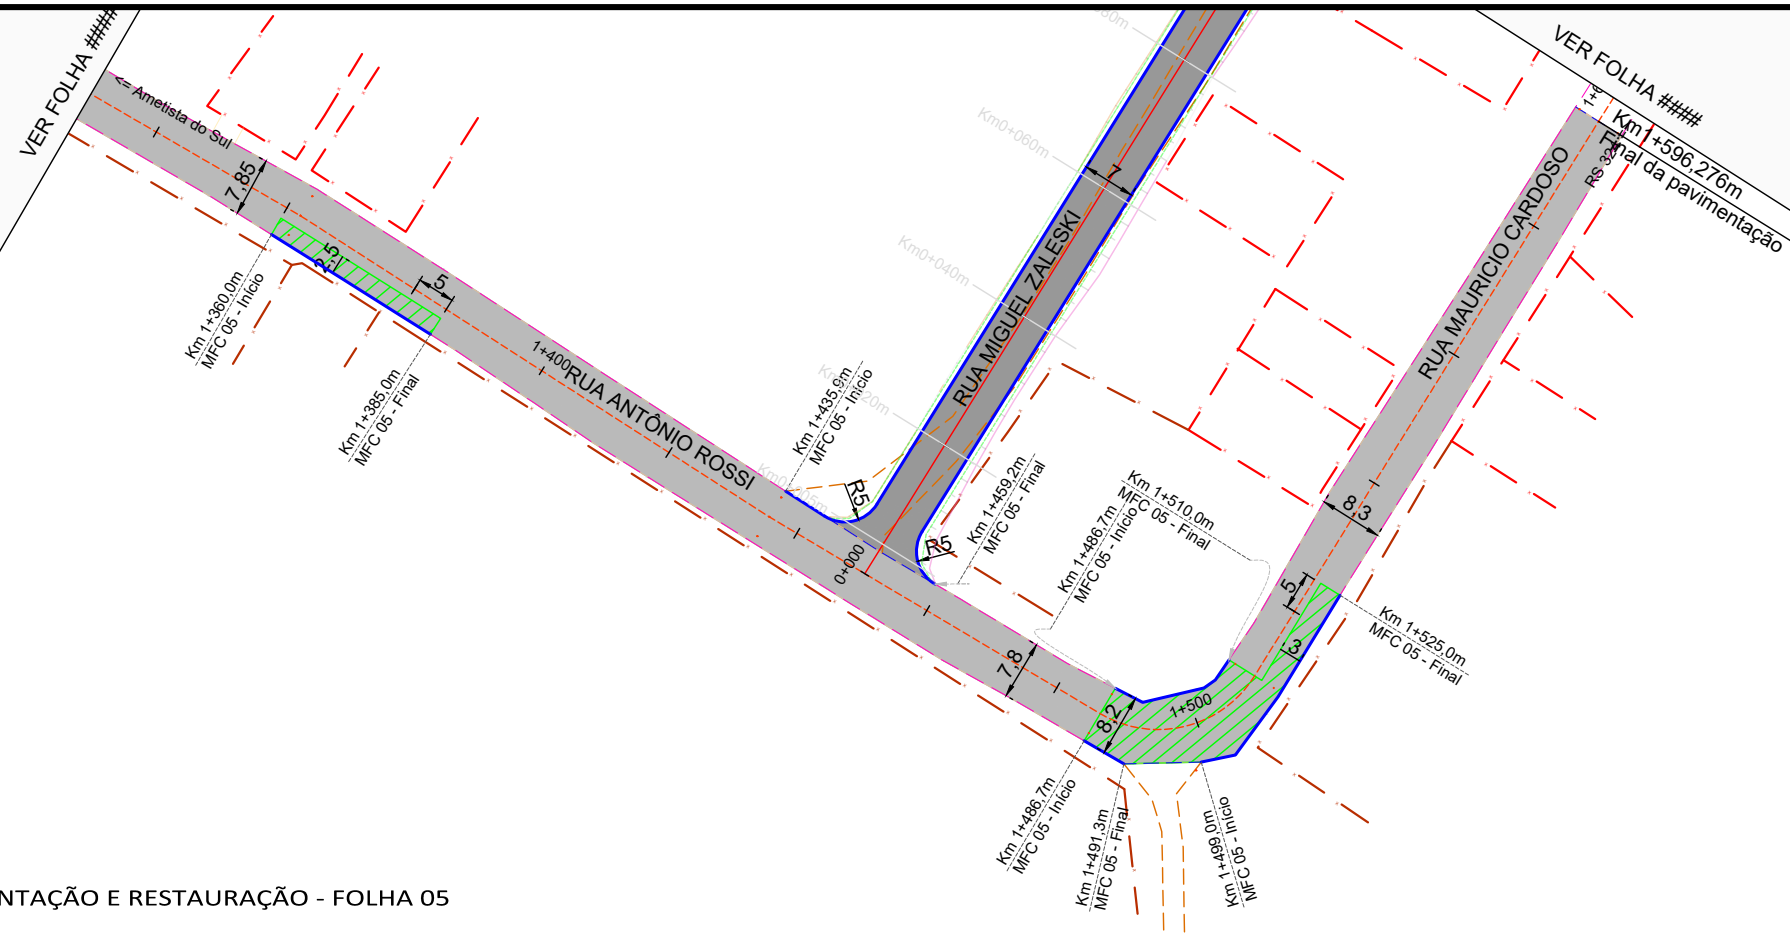 VER FOLHA ####
<= Ametista do Sul
7,85
2,5
5
Km 1+360,0m
MFC 05 - Início
Km 1+385,0m
MFC 05 - Final
1+400
RUA ANTÔNIO ROSSI
Km 1+435,9m
MFC 05 - Início
R5
Km0+060m
Km0+040m
7
RUA MIGUEL ZALESKI
0+000
R5
Km 1+459,2m
MFC 05 - Final
Km 1+486,7m
MFC 05 - Início
Km 1+510,0m
MFC 05 - Final
7,8
8,2
1+500
3
5
8,3
RUA MAURICIO CARDOSO
VER FOLHA ####
Km1+596,276m
Final da pavimentação
Km 1+525,0m
MFC 05 - Final
Km 1+486,7m
MFC 05 - Início
Km 1+491,3m
MFC 05 - Final
Km 1+499,0m
MFC 05 - Início
NTAÇÃO E RESTAURAÇÃO - FOLHA 05